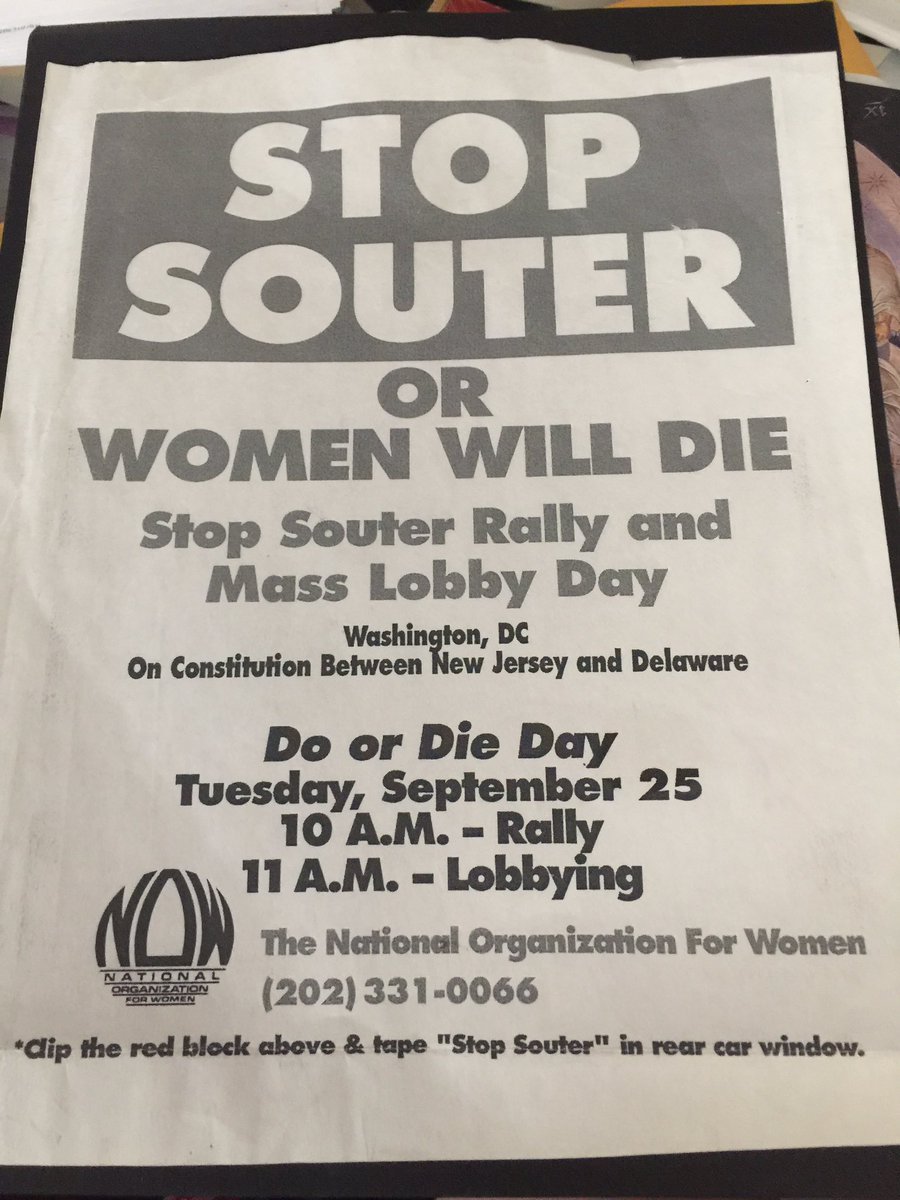 STOP
SOUTER
OR
WOMEN WILL DIE
Stop Souter Rally and
Mass Lobby Day
Washington, DC
On Constitution Between New Jersey and Delaware
Do or Die Day
Tuesday, September 25
10 A.M. – Rally
11 A.M. – Lobbying
NOW
NATIONAL
ORGANIZATION
FOR WOMEN
The National Organization For Women
(202) 331-0066
*Clip the red block above & tape "Stop Souter" in rear car window.